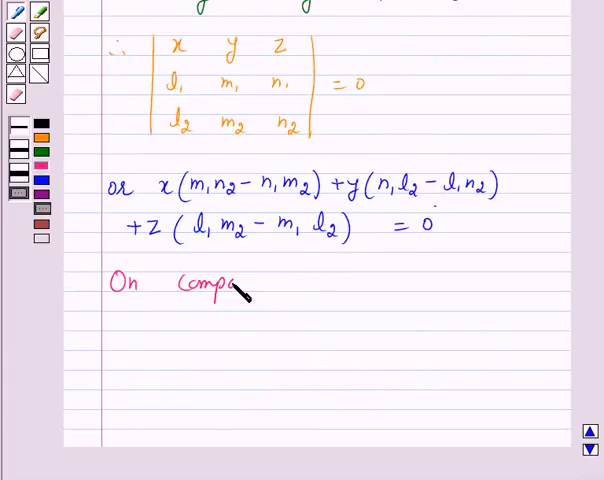 ∴ | x y z |
| l₁ m₁ n₁ | = 0
| l₂ m₂ n₂ |
or x(m₁n₂ - n₁m₂) + y(n₁l₂ - l₁n₂)
+ z(l₁m₂ - m₁l₂) = 0
On compa